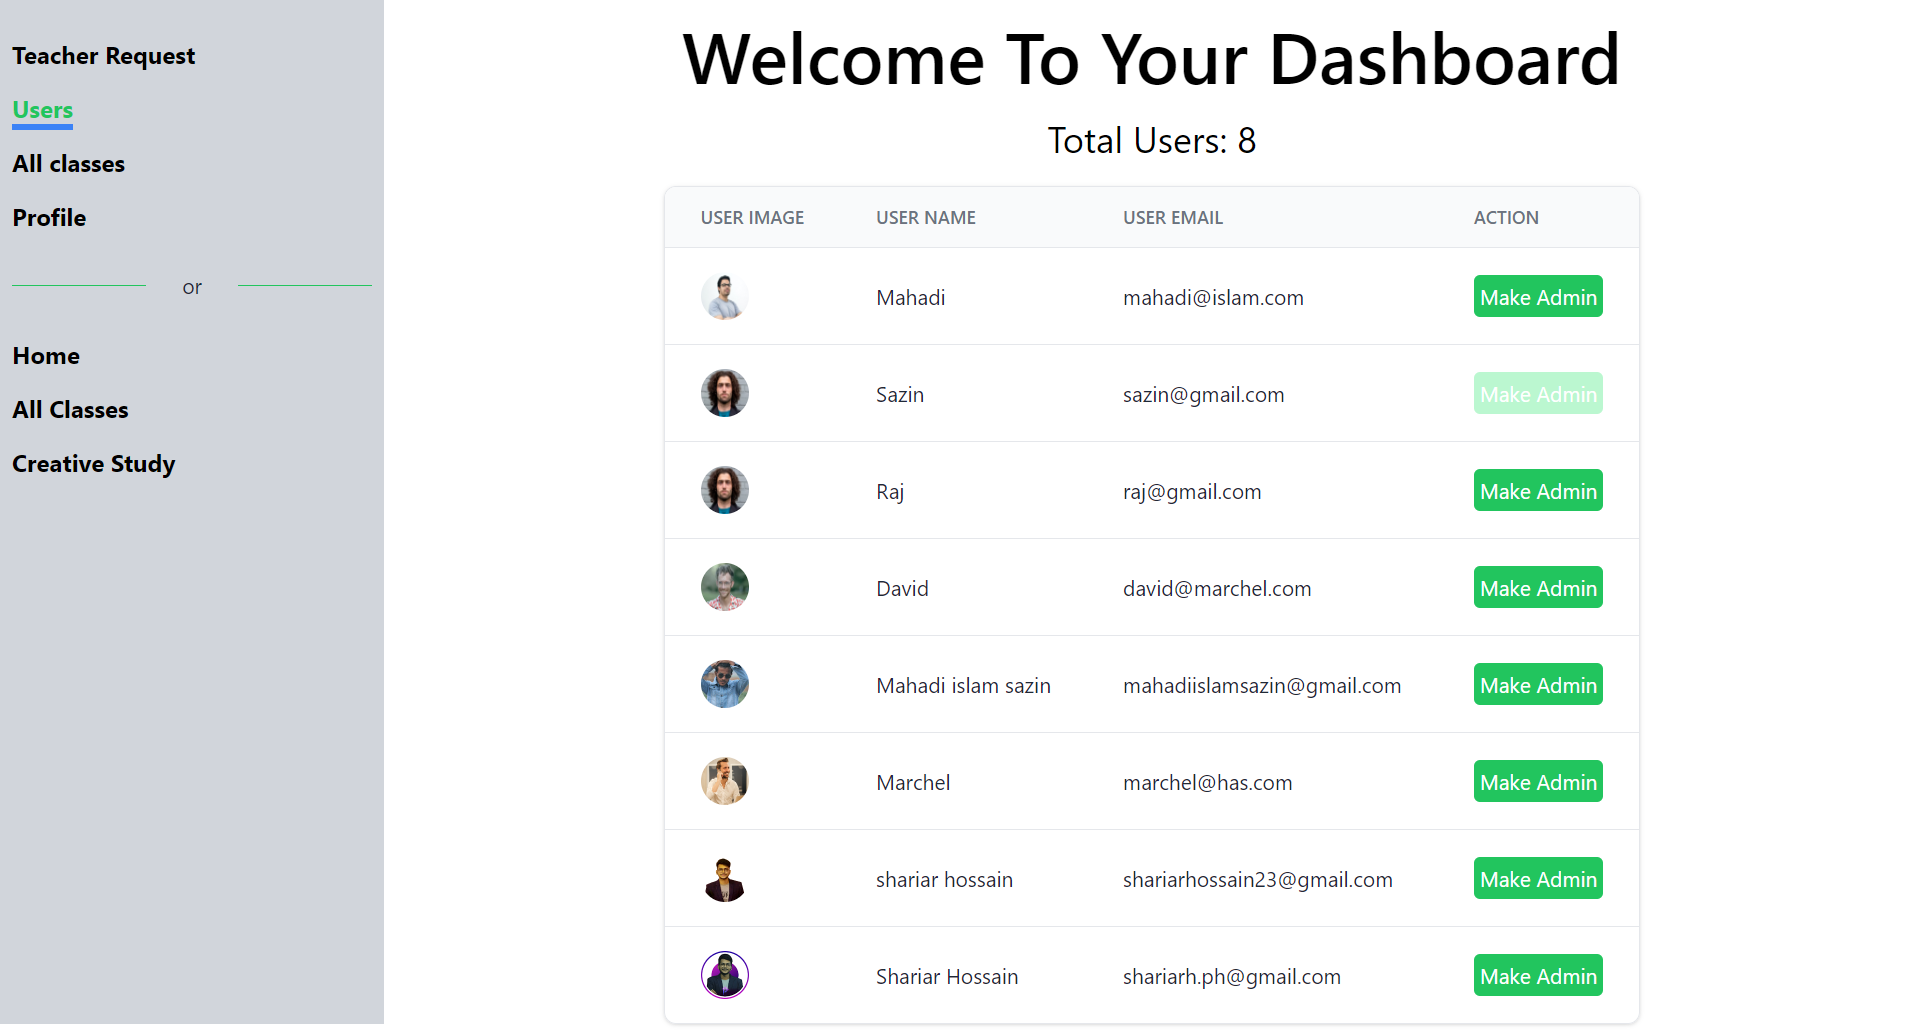 Teacher Request
Users
All classes
Profile
or
Home
All Classes
Creative Study
Welcome To Your Dashboard
Total Users: 8
USER IMAGE USER NAME USER EMAIL ACTION
Mahadi mahadi@islam.com Make Admin
Sazin sazin@gmail.com Make Admin
Raj raj@gmail.com Make Admin
David david@marchel.com Make Admin
Mahadi islam sazin mahadiislamsazin@gmail.com Make Admin
Marchel marchel@has.com Make Admin
shariar hossain shariarhossain23@gmail.com Make Admin
Shariar Hossain shariarh.ph@gmail.com Make Admin